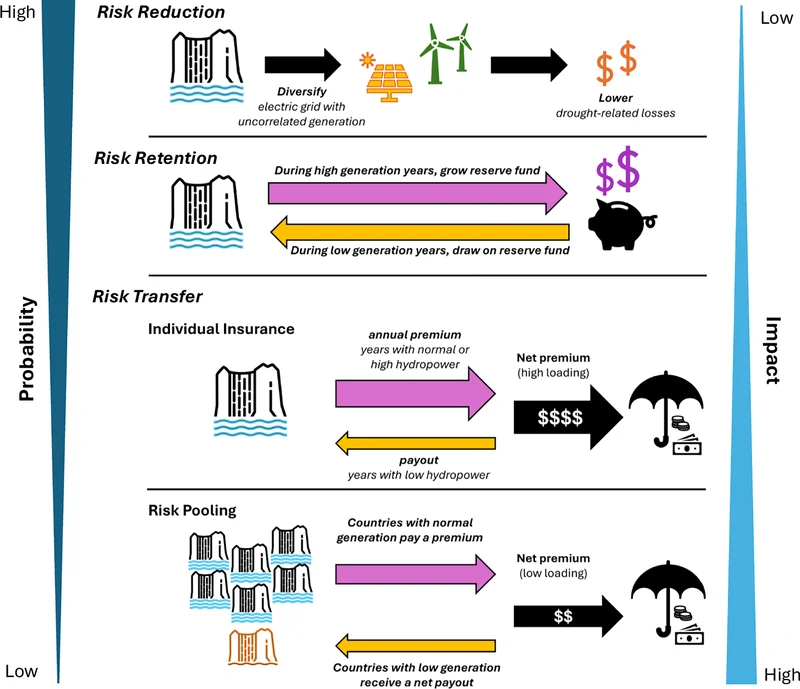 High
Low
Risk Reduction
Diversify
electric grid with
uncorrelated generation
$ $
Lower
drought-related losses
Risk Retention
During high generation years, grow reserve fund
$ $
During low generation years, draw on reserve fund
Risk Transfer
Probability
Impact
Individual Insurance
annual premium
years with normal or
high hydropower
Net premium
(high loading)
$$$$
payout
years with low hydropower
Risk Pooling
Countries with normal
generation pay a premium
Net premium
(low loading)
$$
Countries with low generation
receive a net payout
Low
High